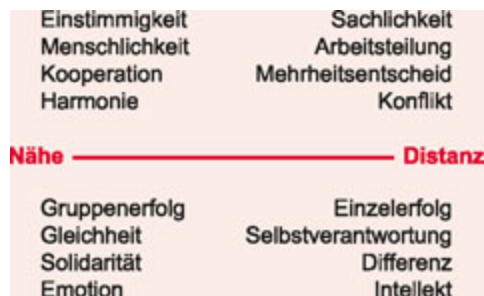 Einstimmigkeit Sachlichkeit
Menschlichkeit Arbeitsteilung
Kooperation Mehrheitsentscheid
Harmonie Konflikt
Nähe Distanz
Gruppenerfolg Einzelerfolg
Gleichheit Selbstverantwortung
Solidarität Differenz
Emotion Intellekt